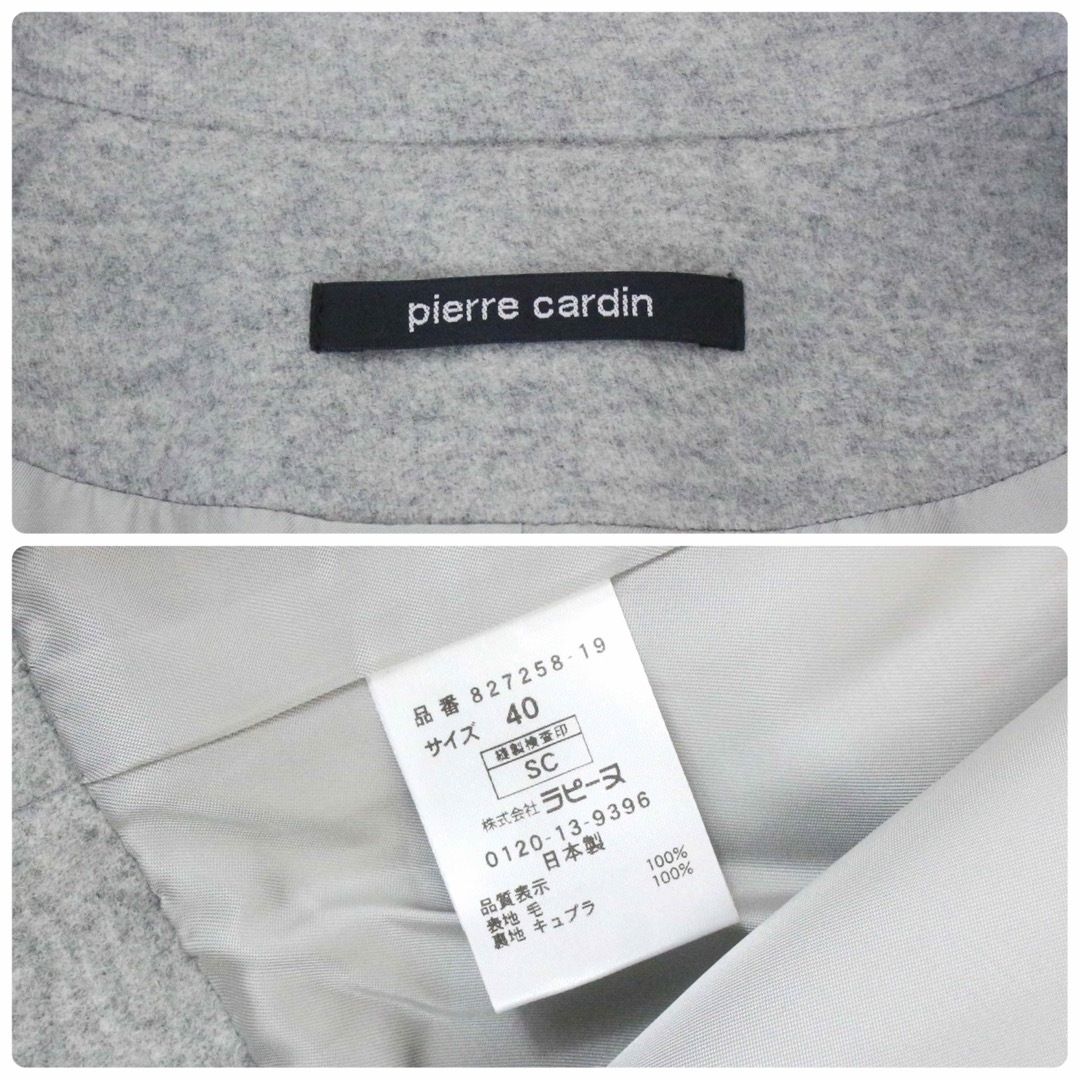 pierre cardin
品番 827258-19
サイズ 40
縫製検査印
SC
株式会社 ラピーヌ
0120-13-9396
日本製
品質表示
表地 毛 100%
裏地 キュプラ 100%